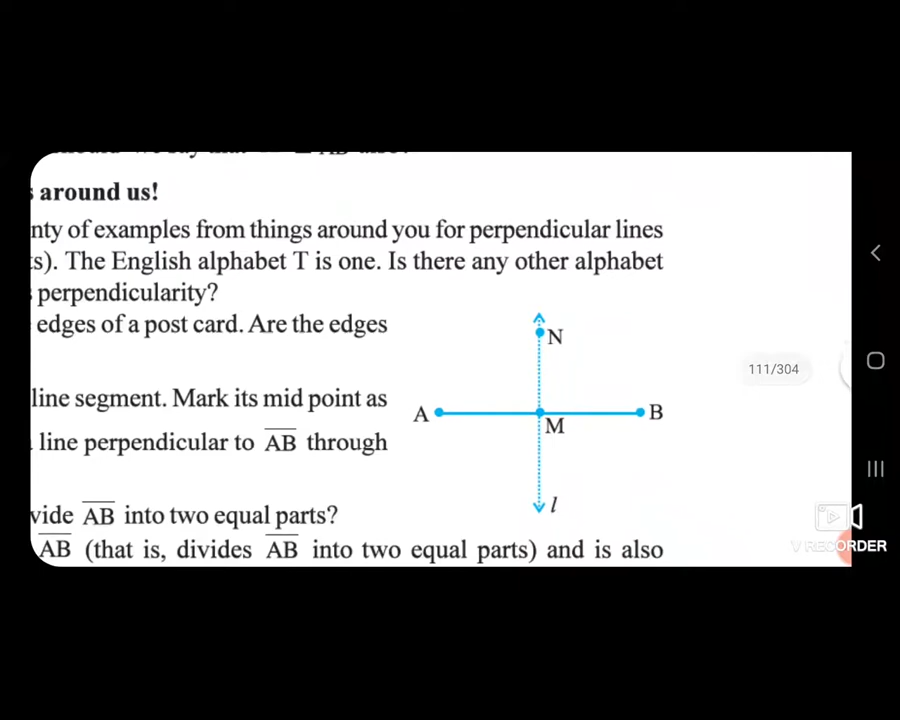 around us!
nty of examples from things around you for perpendicular lines
s). The English alphabet T is one. Is there any other alphabet
perpendicularity?
edges of a post card. Are the edges
N
111/304
line segment. Mark its mid point as
A
B
M
line perpendicular to AB through
l
vide AB into two equal parts?
V RECORDER
AB (that is, divides AB into two equal parts) and is also